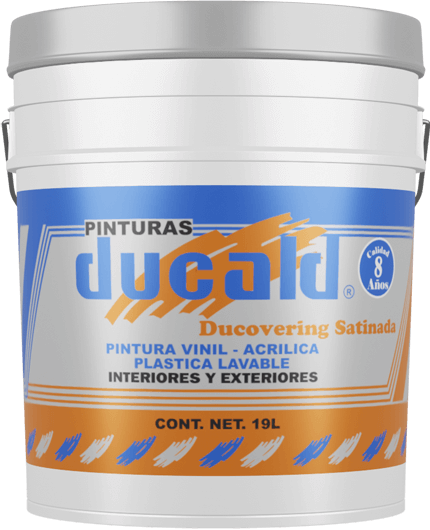 PINTURAS
ducald®
Calidad
8
Años
Ducovering Satinada
PINTURA VINIL - ACRILICA
PLASTICA LAVABLE
INTERIORES Y EXTERIORES
CONT. NET. 19L